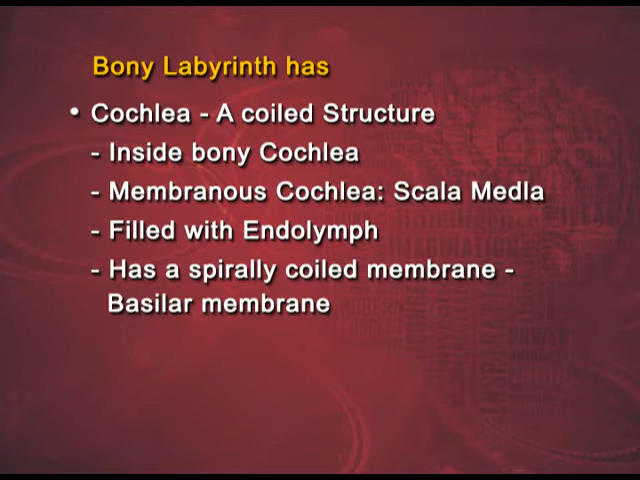 Bony Labyrinth has
• Cochlea - A coiled Structure
- Inside bony Cochlea
- Membranous Cochlea: Scala Medla
- Filled with Endolymph
- Has a spirally coiled membrane -
Basilar membrane